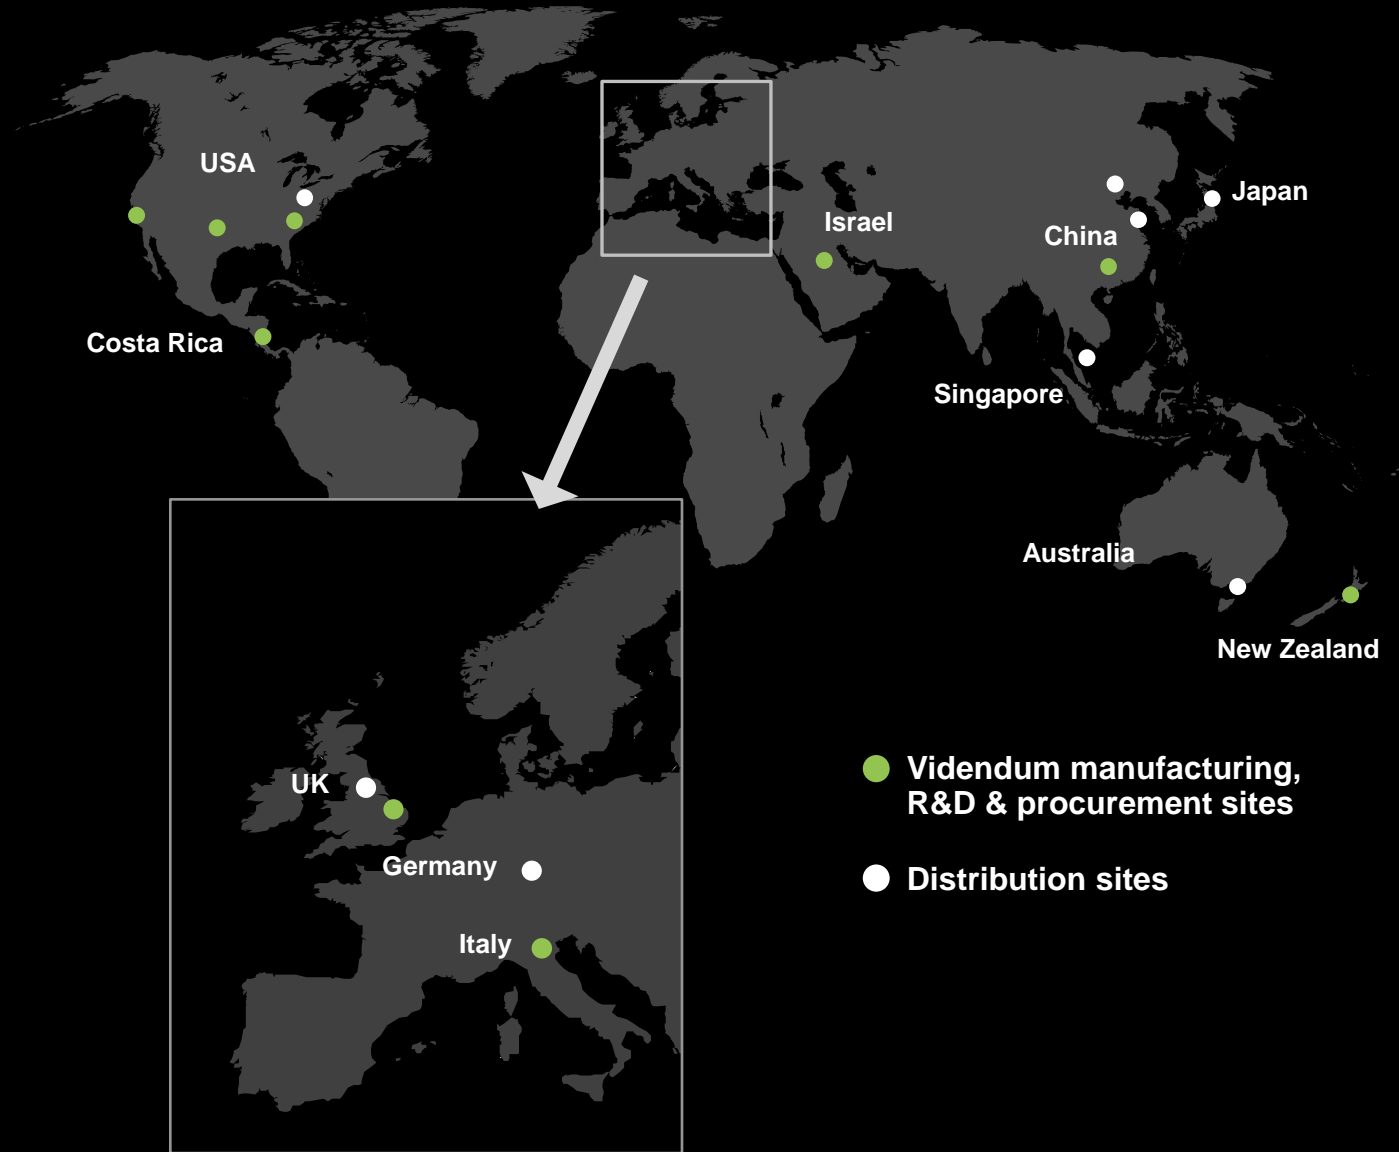 USA
Japan
Israel
China
Costa Rica
Singapore
Australia
New Zealand
UK
Germany
Italy
Videndum manufacturing,
R&D & procurement sites
Distribution sites